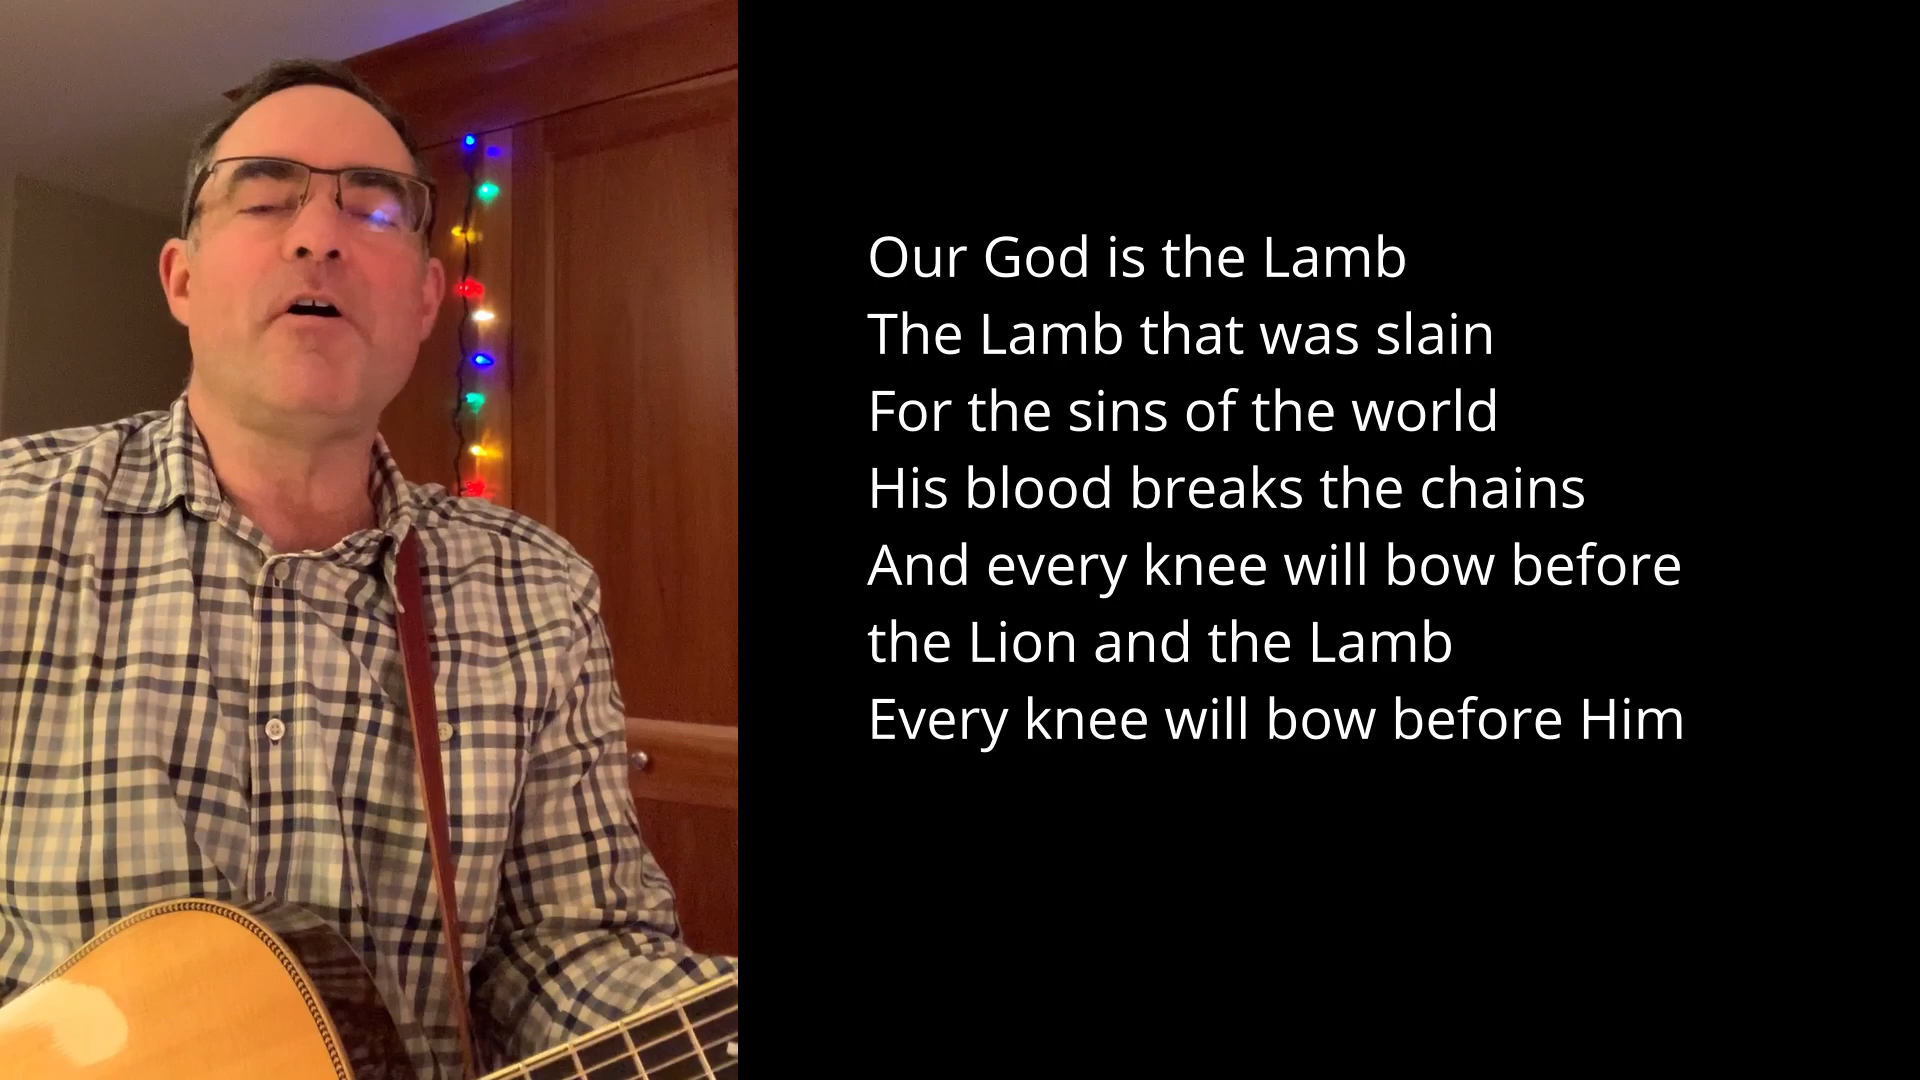 Our God is the Lamb
The Lamb that was slain
For the sins of the world
His blood breaks the chains
And every knee will bow before
the Lion and the Lamb
Every knee will bow before Him